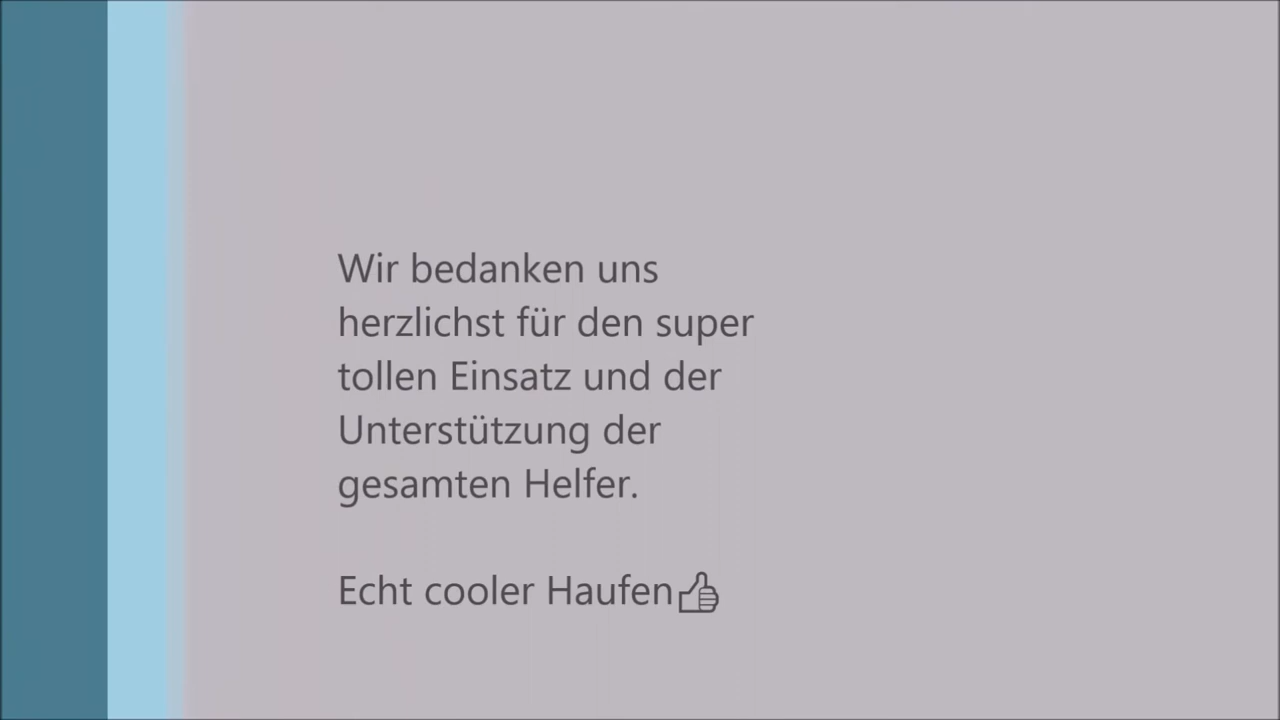 Wir bedanken uns
herzlichst für den super
tollen Einsatz und der
Unterstützung der
gesamten Helfer.
Echt cooler Haufen👍